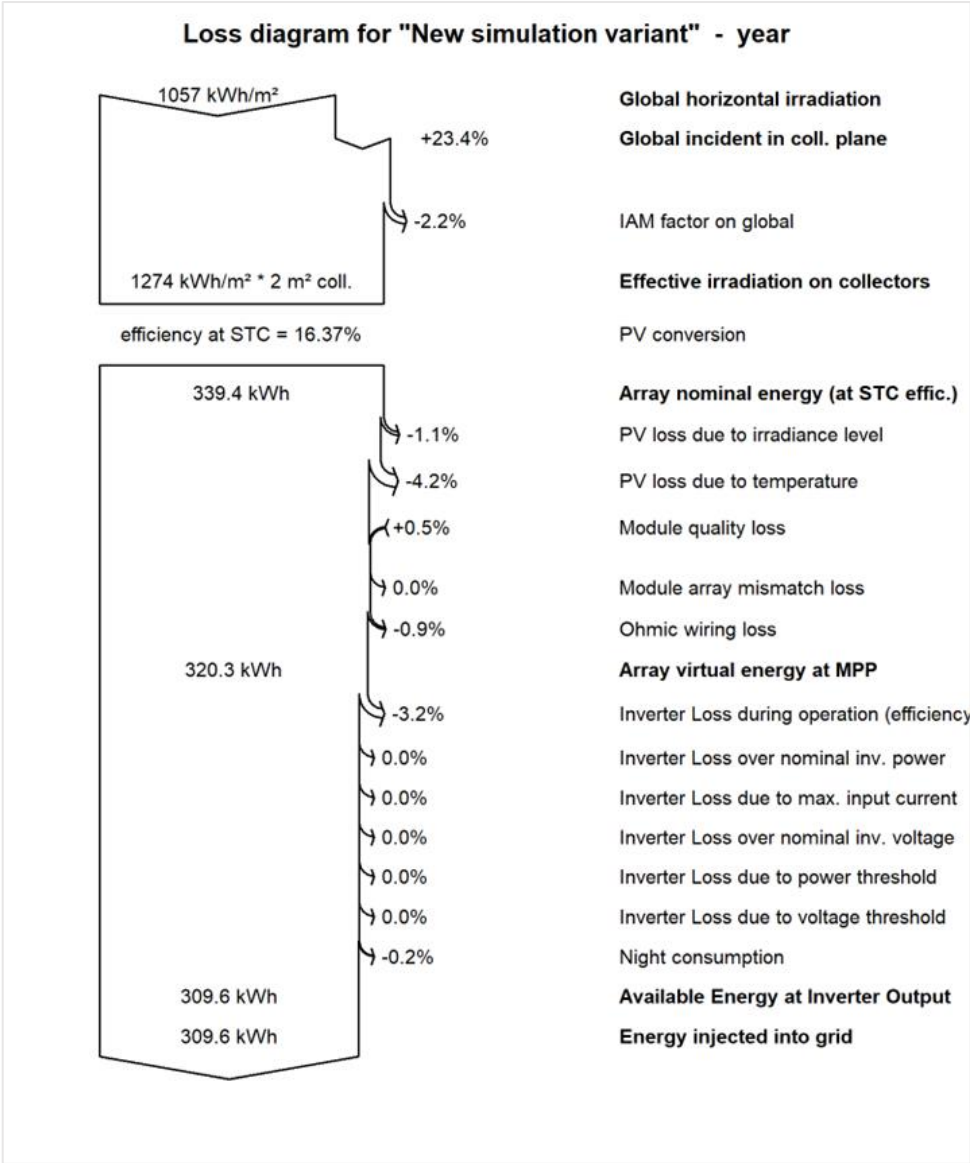 Loss diagram for "New simulation variant" - year
1057 kWh/m² Global horizontal irradiation
+23.4% Global incident in coll. plane
-2.2% IAM factor on global
1274 kWh/m² * 2 m² coll. Effective irradiation on collectors
efficiency at STC = 16.37% PV conversion
339.4 kWh Array nominal energy (at STC effic.)
-1.1% PV loss due to irradiance level
-4.2% PV loss due to temperature
+0.5% Module quality loss
0.0% Module array mismatch loss
-0.9% Ohmic wiring loss
320.3 kWh Array virtual energy at MPP
-3.2% Inverter Loss during operation (efficiency
0.0% Inverter Loss over nominal inv. power
0.0% Inverter Loss due to max. input current
0.0% Inverter Loss over nominal inv. voltage
0.0% Inverter Loss due to power threshold
0.0% Inverter Loss due to voltage threshold
-0.2% Night consumption
309.6 kWh Available Energy at Inverter Output
309.6 kWh Energy injected into grid